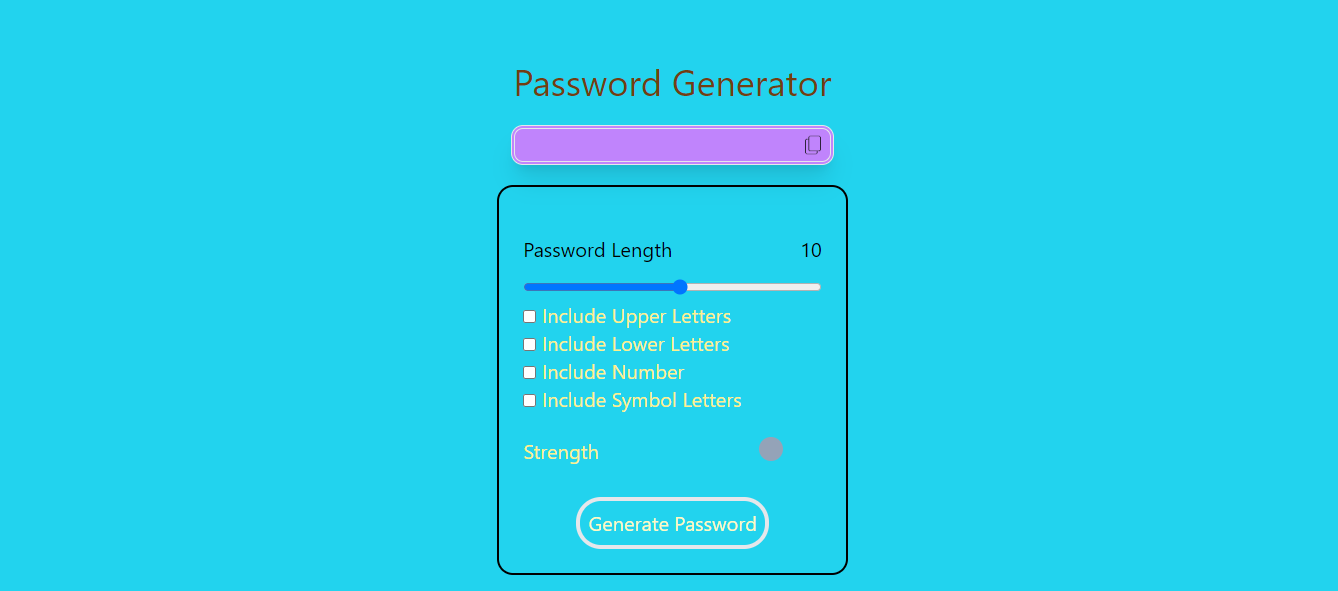 Password Generator
Password Length 10
Include Upper Letters
Include Lower Letters
Include Number
Include Symbol Letters
Strength
Generate Password